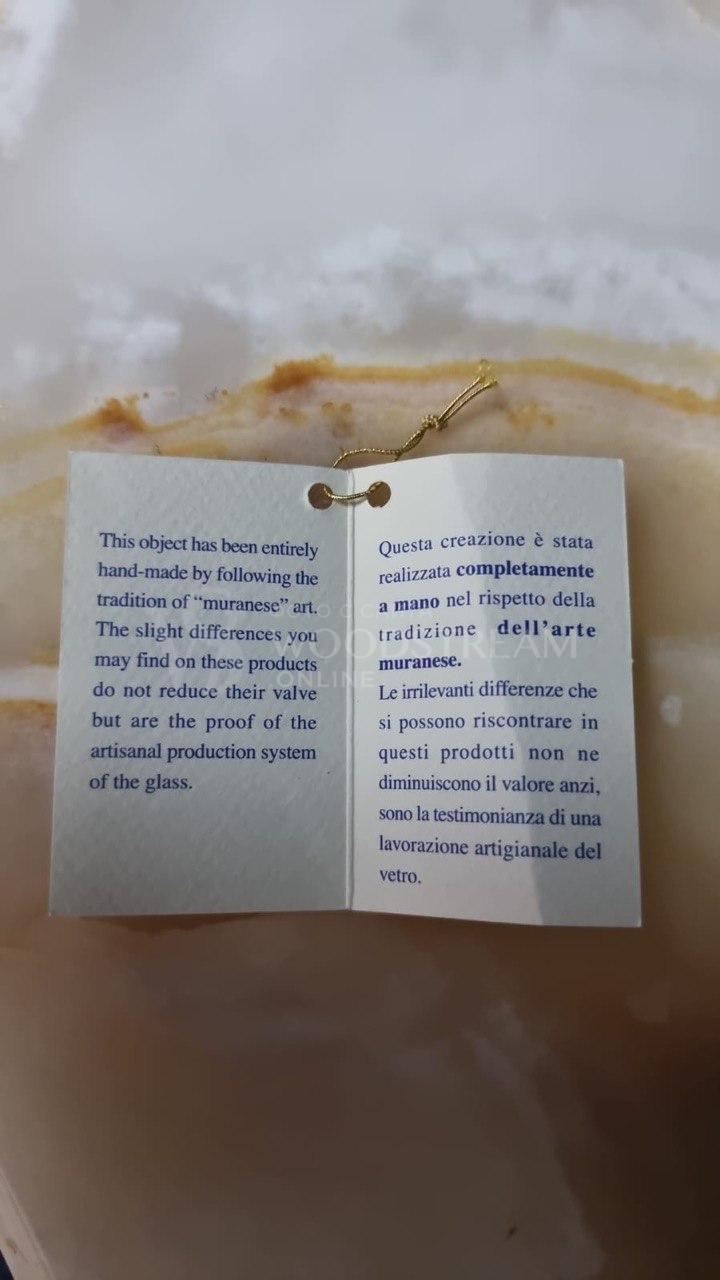 This object has been entirely
hand-made by following the
tradition of “muranese” art.
The slight differences you
may find on these products
do not reduce their valve
but are the proof of the
artisanal production system
of the glass.
Questa creazione è stata
realizzata completamente
a mano nel rispetto della
tradizione dell’arte
muranese.
Le irrilevanti differenze che
si possono riscontrare in
questi prodotti non ne
diminuiscono il valore anzi,
sono la testimonianza di una
lavorazione artigianale del
vetro.
WOODSTREAM
ONLINE